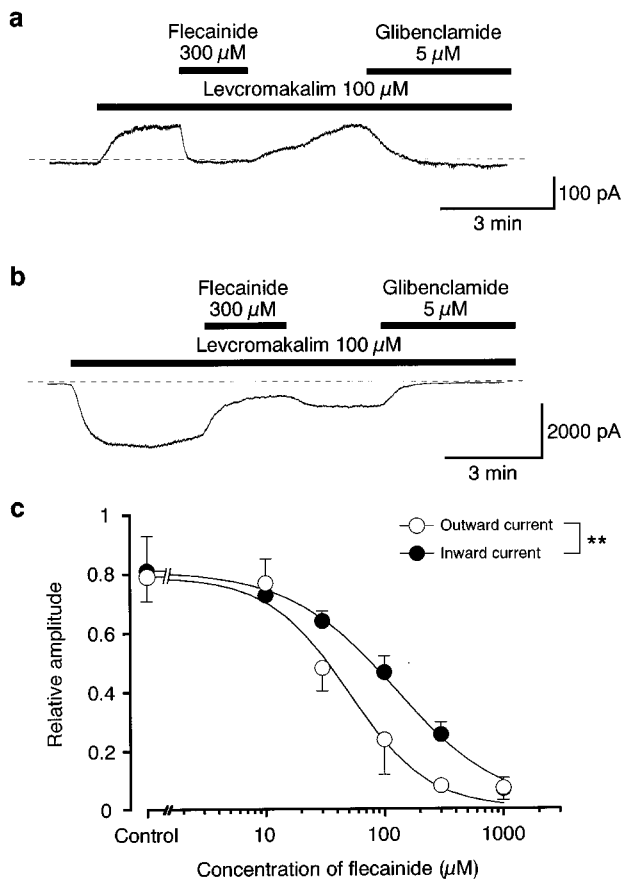 a
Flecainide
300 µM
Glibenclamide
5 µM
Levcromakalim 100 µM
100 pA
3 min
b
Flecainide
300 µM
Glibenclamide
5 µM
Levcromakalim 100 µM
2000 pA
3 min
c
Outward current
Inward current
**
1
0.8
0.6
0.4
0.2
0
Relative amplitude
Control
10
100
1000
Concentration of flecainide (µM)